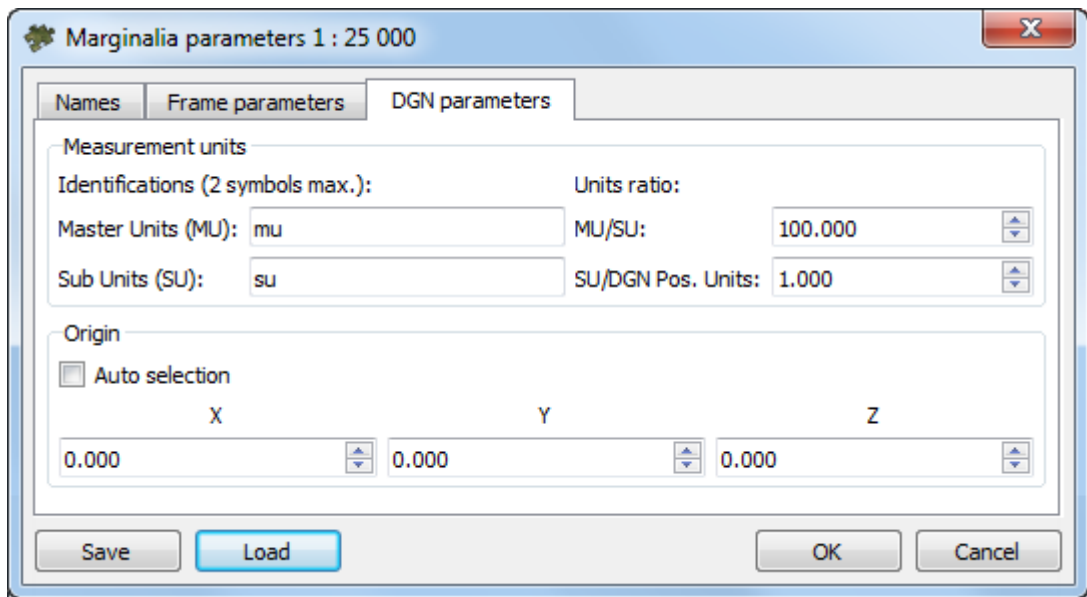 Marginalia parameters 1 : 25 000
Names Frame parameters DGN parameters
Measurement units
Identifications (2 symbols max.): Units ratio:
Master Units (MU): mu MU/SU: 100.000
Sub Units (SU): su SU/DGN Pos. Units: 1.000
Origin
Auto selection
X Y Z
0.000 0.000 0.000
Save Load OK Cancel